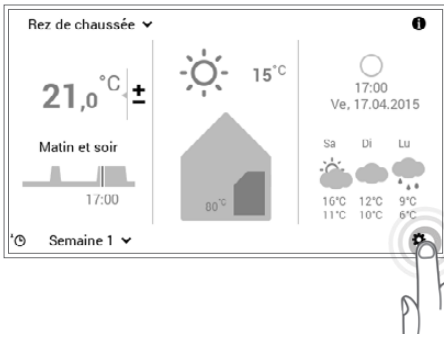 Rez de chaussée
21,0 °C ±
Matin et soir
17:00
Semaine 1
15 °C
80 °C
17:00
Ve, 17.04.2015
Sa Di Lu
16°C 12°C 9°C
11°C 10°C 6°C